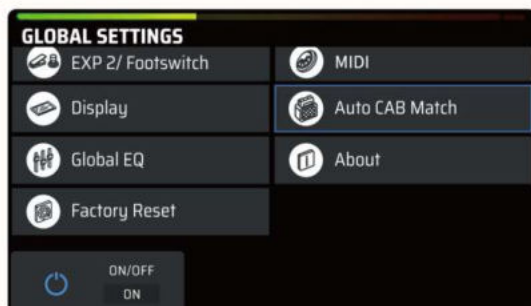 GLOBAL SETTINGS
EXP 2/ Footswitch
MIDI
Display
Auto CAB Match
Global EQ
About
Factory Reset
ON/OFF
ON